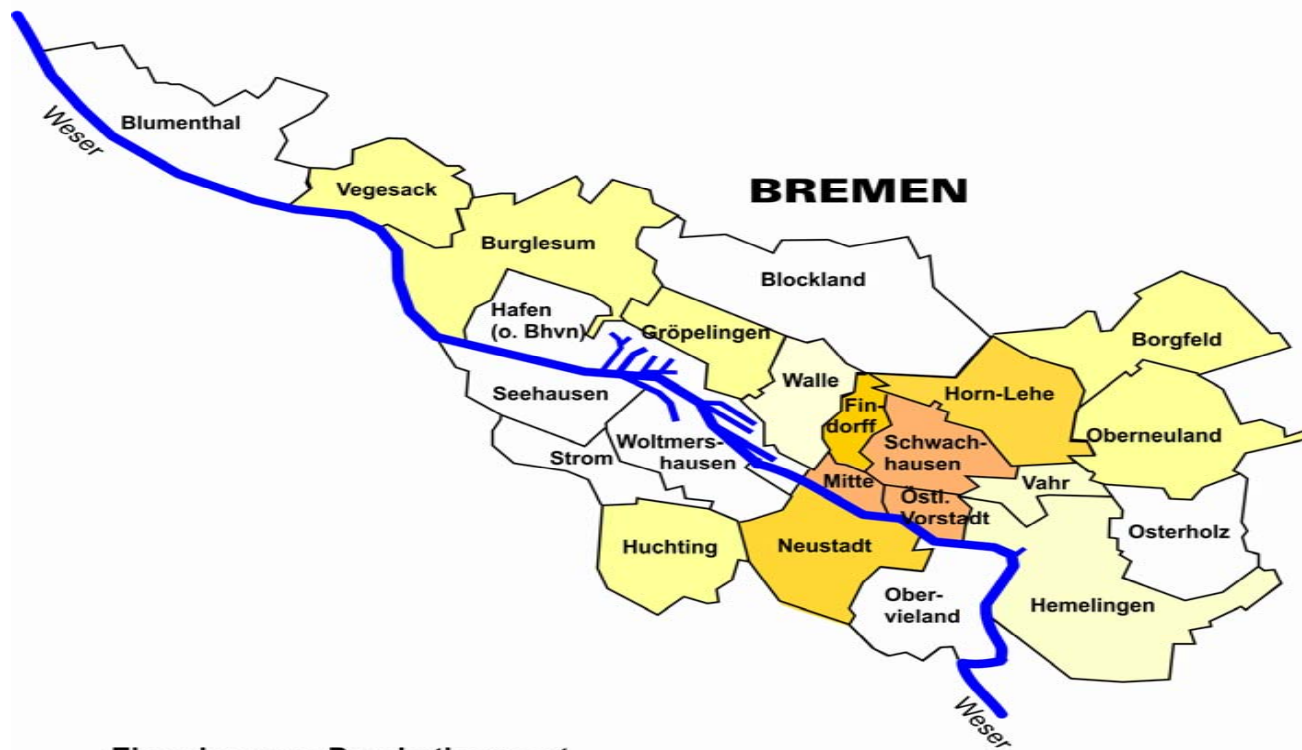 Blumenthal
Weser
Vegesack
BREMEN
Burglesum
Blockland
Hafen
(o. Bhvn)
Gröpelingen
Borgfeld
Walle
Horn-Lehe
Seehausen
Fin-
dorff
Oberneuland
Schwach-
hausen
Woltmers-
hausen
Strom
Mitte
Vahr
Östl.
Vorstadt
Osterholz
Huchting
Neustadt
Ober-
vieland
Hemelingen
Weser